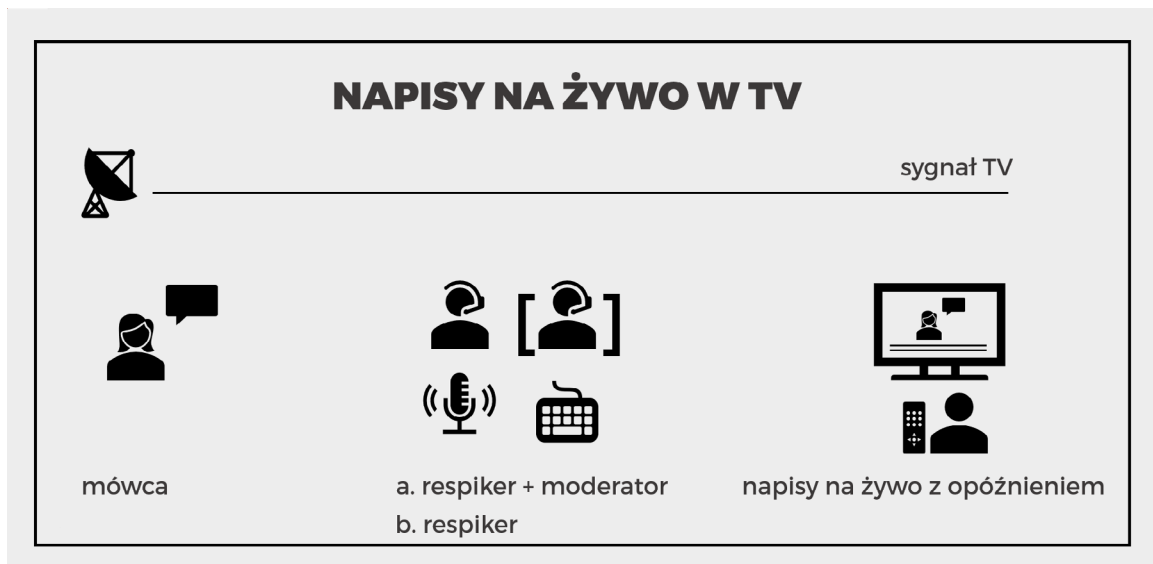 NAPISY NA ŻYWO W TV
sygnał TV
mówca
a. respiker + moderator
b. respiker
napisy na żywo z opóźnieniem